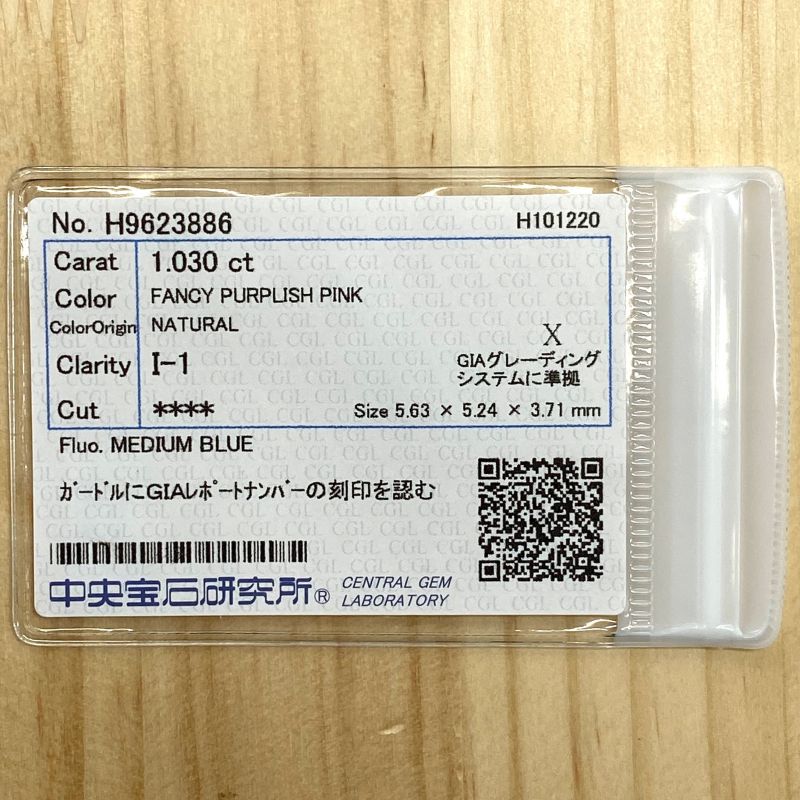 No. H9623886 H101220
Carat 1.030 ct
Color FANCY PURPLISH PINK
ColorOrigin NATURAL
X
Clarity I-1 GIAグレーディング
システムに準拠
Cut **** Size 5.63 × 5.24 × 3.71 mm
Fluo. MEDIUM BLUE
ガードルにGIAレポートナンバーの刻印を認む
中央宝石研究所® CENTRAL GEM
LABORATORY